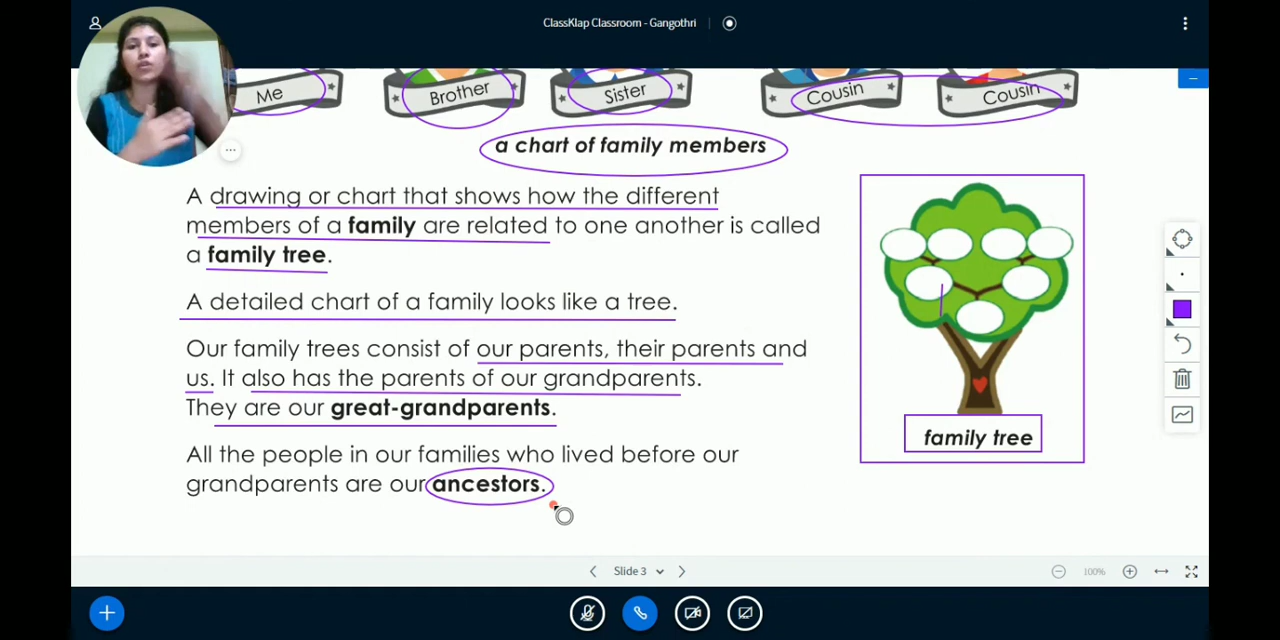 ClassKlap Classroom - Gangothri
Me
Brother
Sister
Cousin
Cousin
a chart of family members
A drawing or chart that shows how the different
members of a family are related to one another is called
a family tree.
A detailed chart of a family looks like a tree.
Our family trees consist of our parents, their parents and
us. It also has the parents of our grandparents.
They are our great-grandparents.
All the people in our families who lived before our
grandparents are our ancestors.
family tree
Slide 3
100%